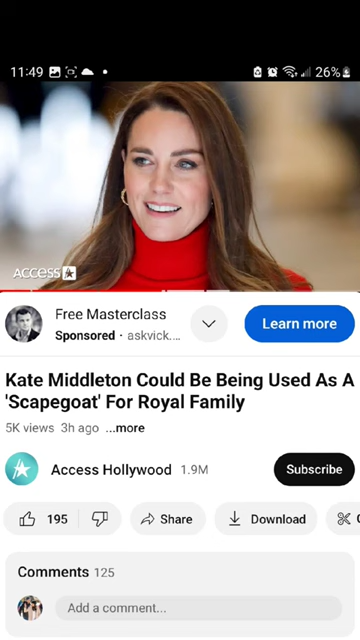 11:49
26%
ACCESS
Free Masterclass
Learn more
Sponsored · askvick....
Kate Middleton Could Be Being Used As A
'Scapegoat' For Royal Family
5K views 3h ago ...more
Access Hollywood 1.9M
Subscribe
195
Share
Download
Comments 125
Add a comment...